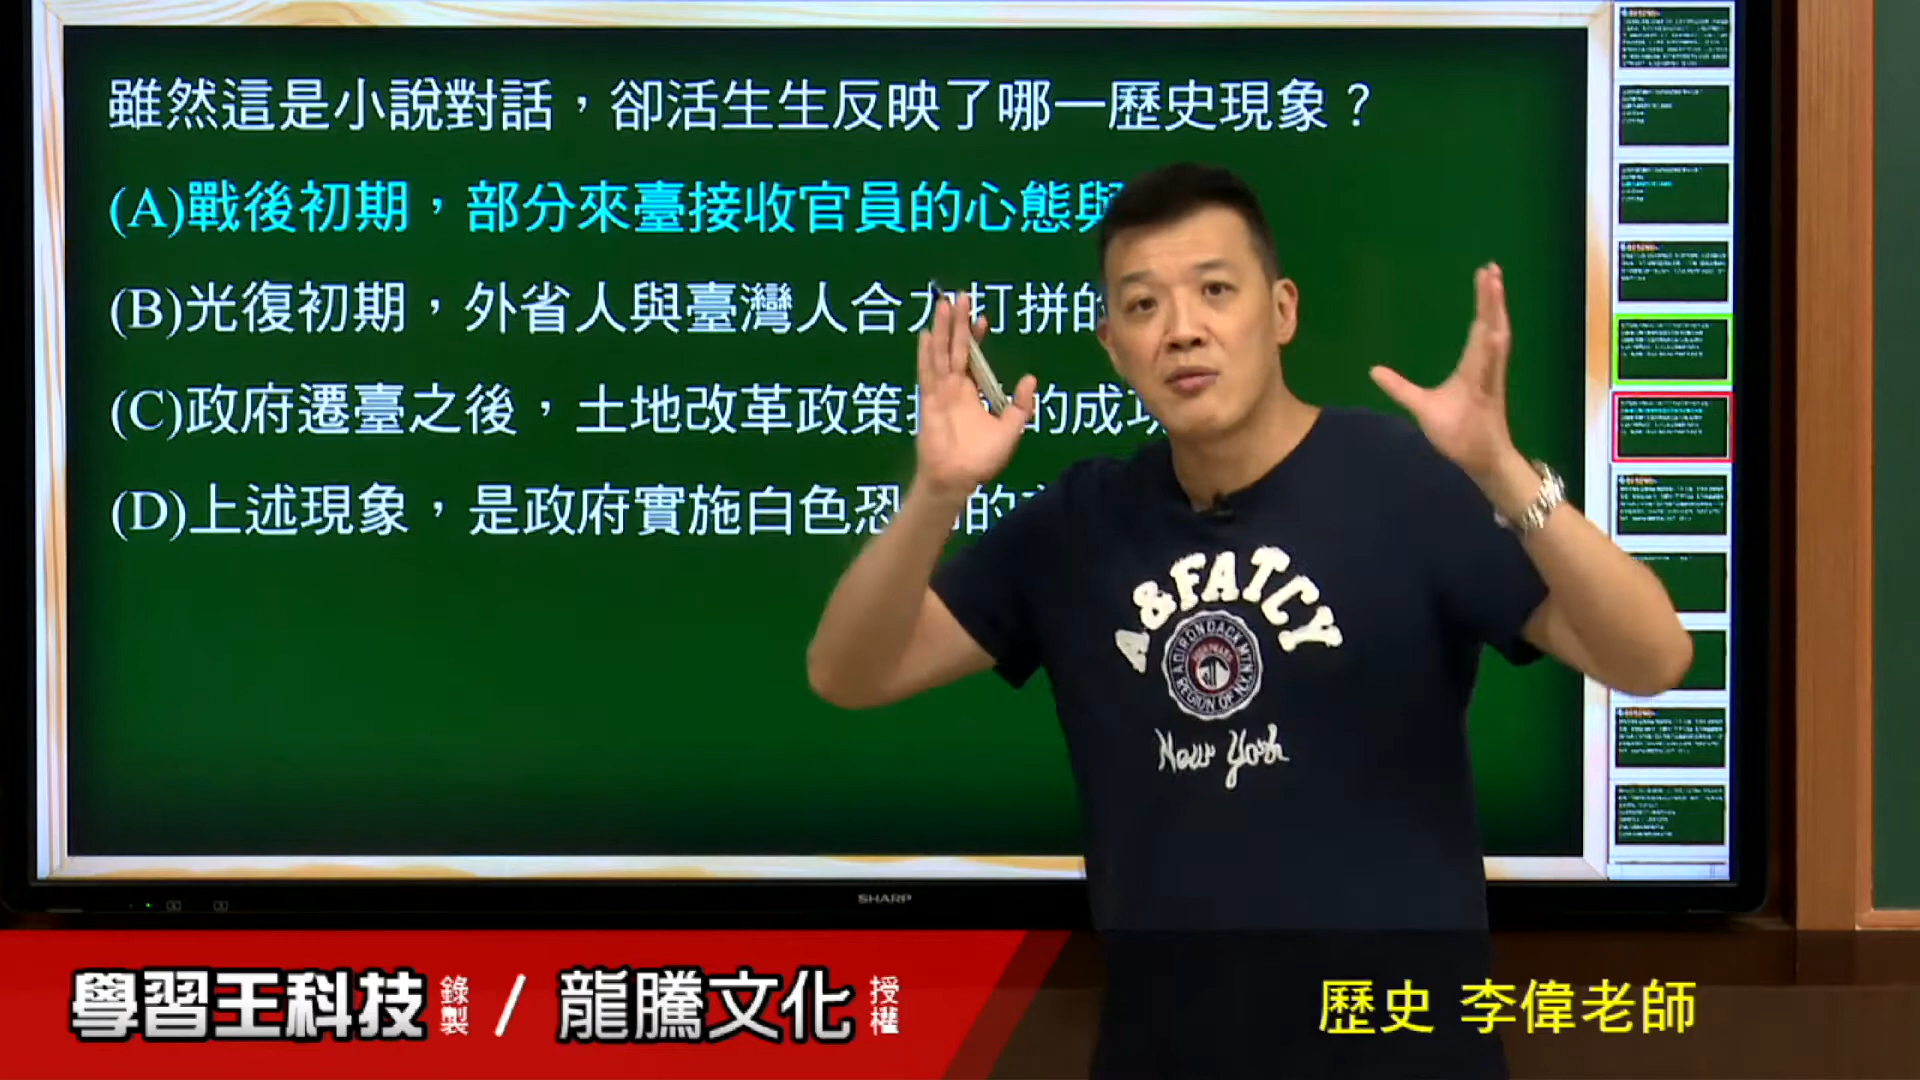 雖然這是小說對話，卻活生生反映了哪一歷史現象？
(A)戰後初期，部分來臺接收官員的心態與
(B)光復初期，外省人與臺灣人合力打拼的
(C)政府遷臺之後，土地改革政策 的成功
(D)上述現象，是政府實施白色恐 的
A&FATCY
ADIRONDACK MTN
REGION OF N.Y.
New York
SHARP
學習王科技 錄製 / 龍騰文化 授權
歷史 李偉老師